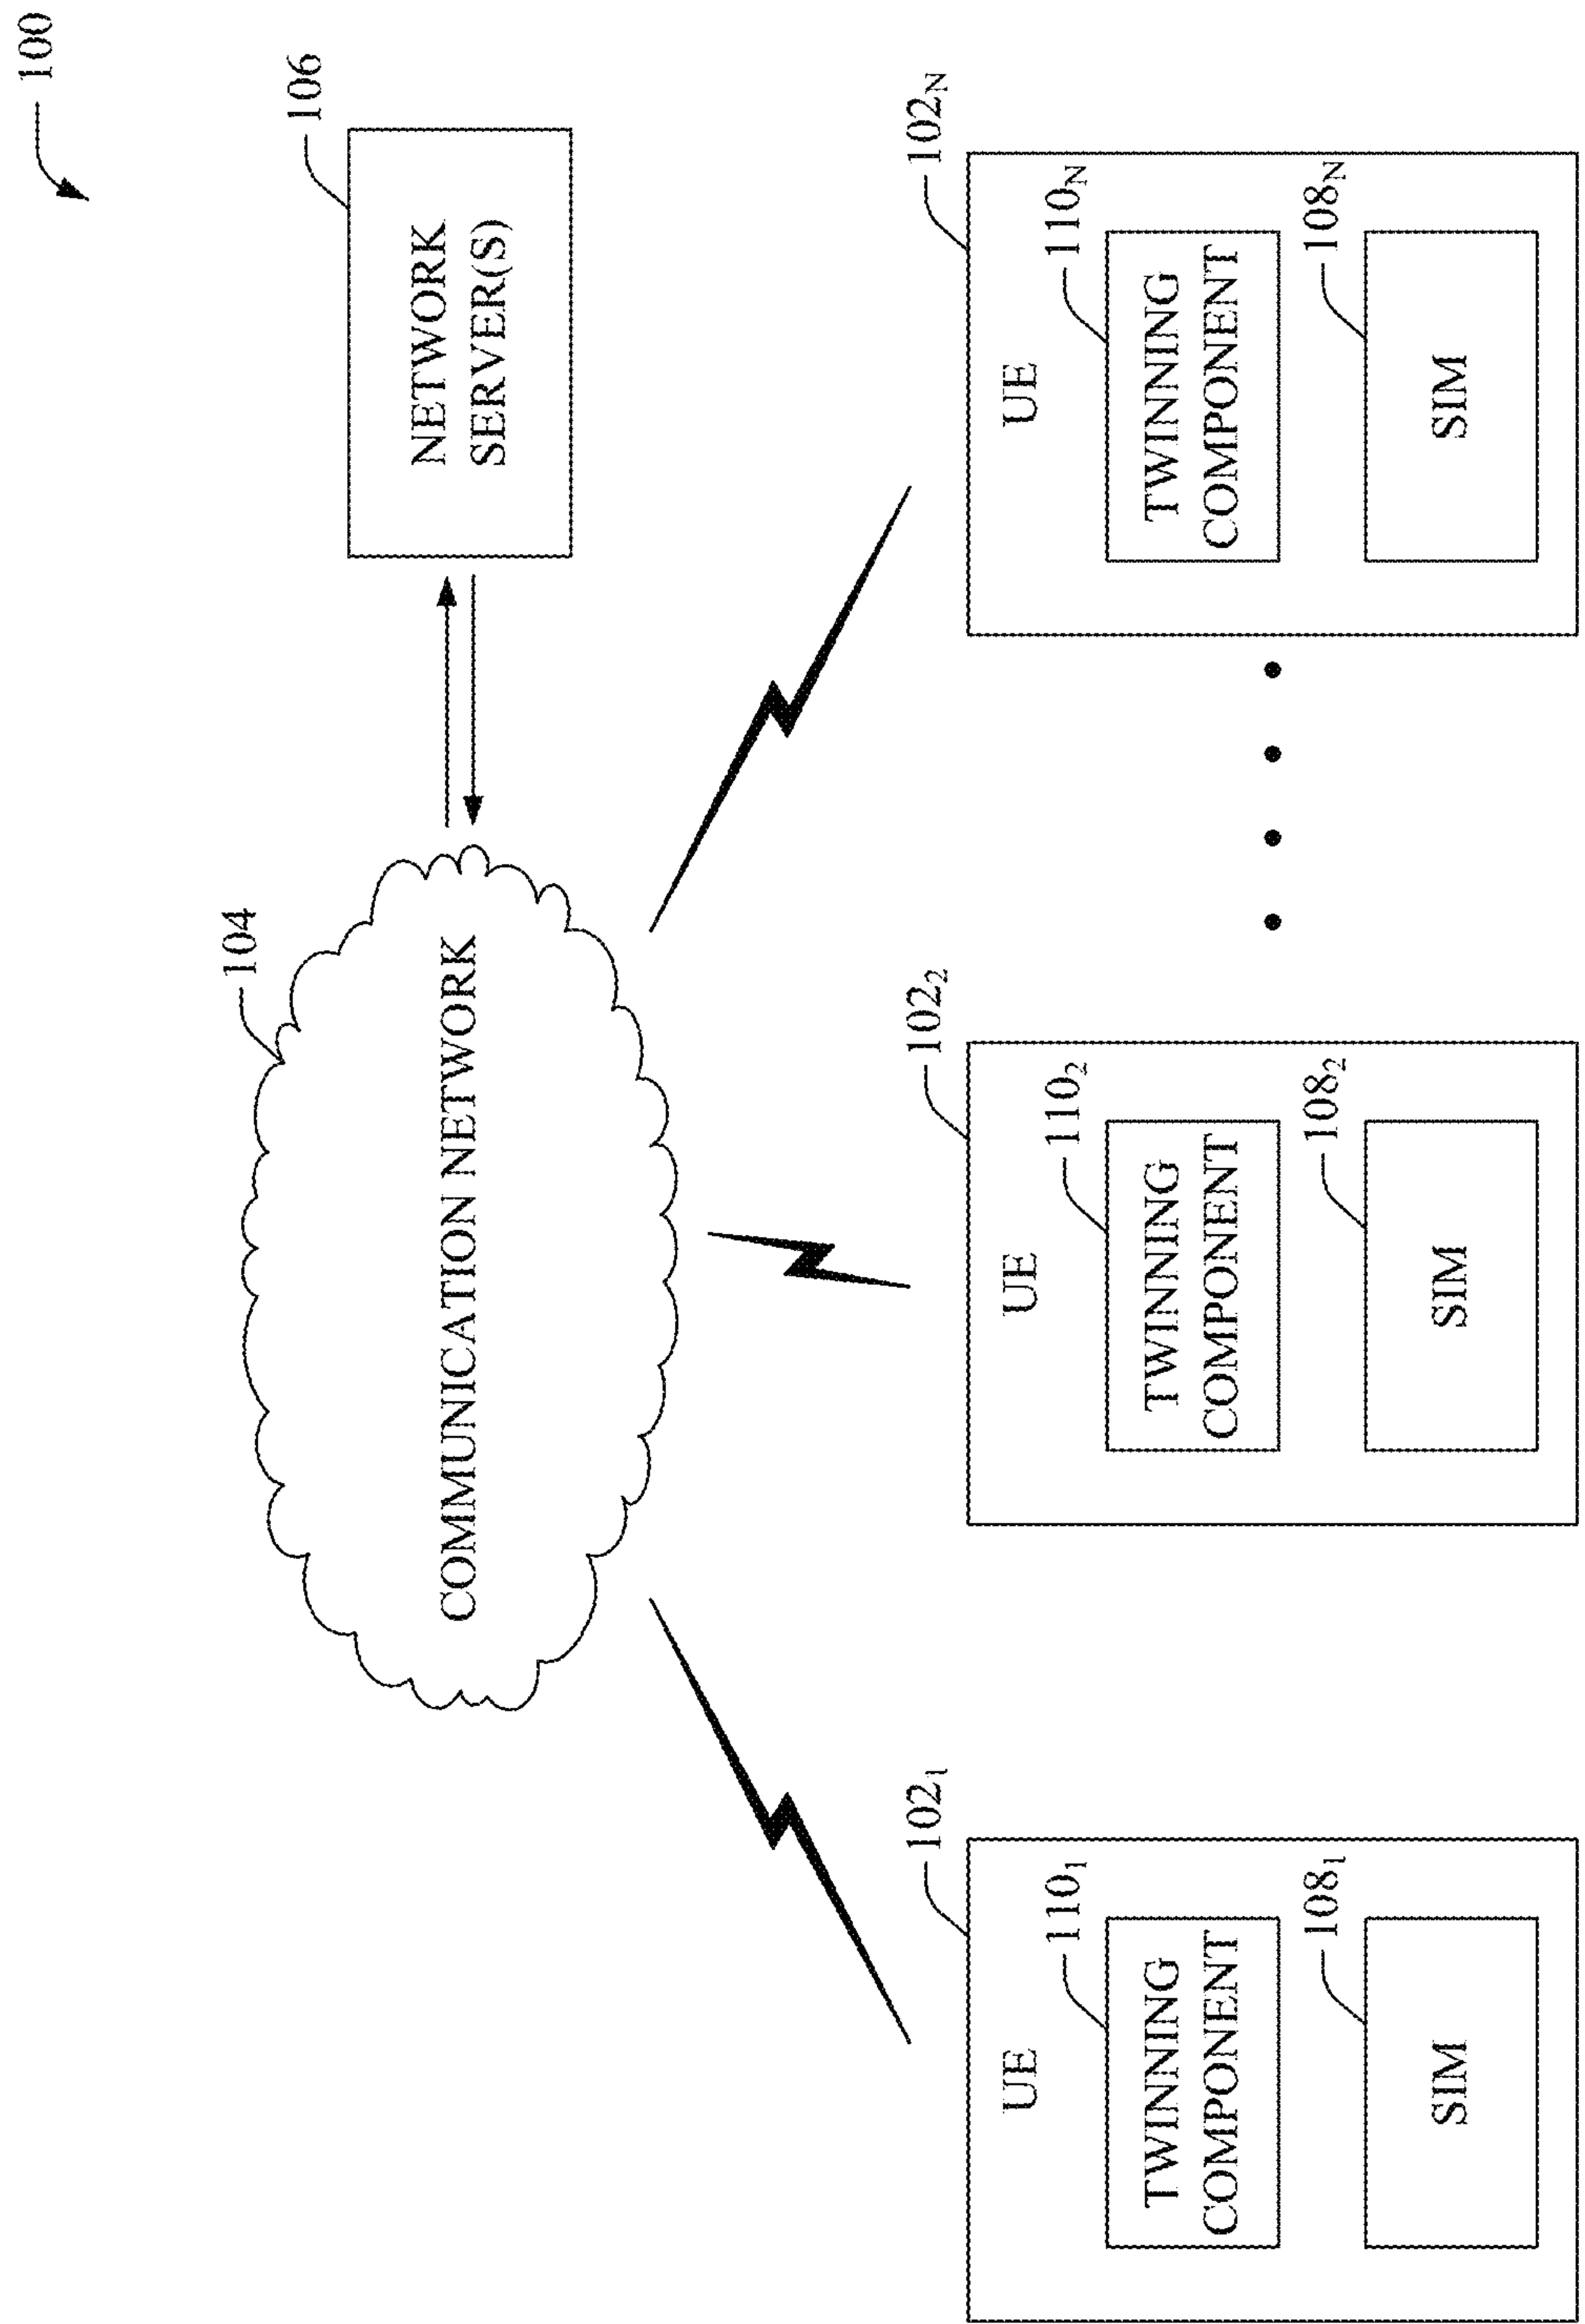 100
106
NETWORK
SERVER(S)
104
COMMUNICATION NETWORK
102₁
UE
110₁
TWINNING
COMPONENT
108₁
SIM
102₂
UE
110₂
TWINNING
COMPONENT
108₂
SIM
102ₙ
UE
110ₙ
TWINNING
COMPONENT
108ₙ
SIM